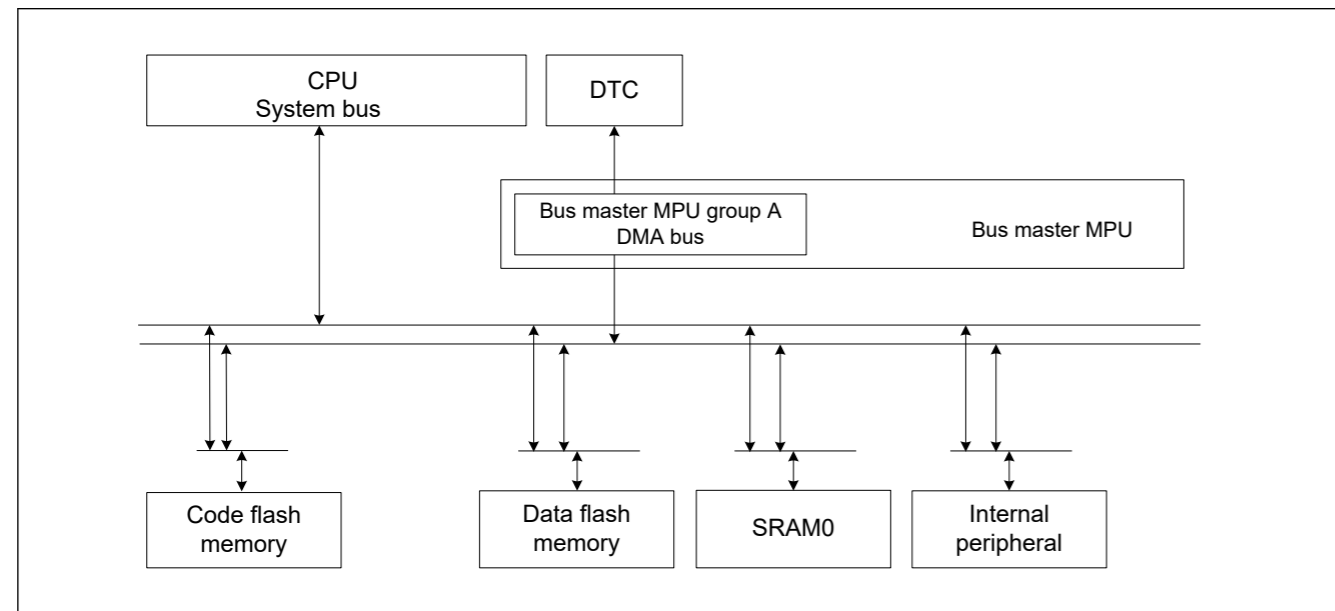 CPU
System bus
DTC
Bus master MPU group A
DMA bus
Bus master MPU
Code flash
memory
Data flash
memory
SRAM0
Internal
peripheral